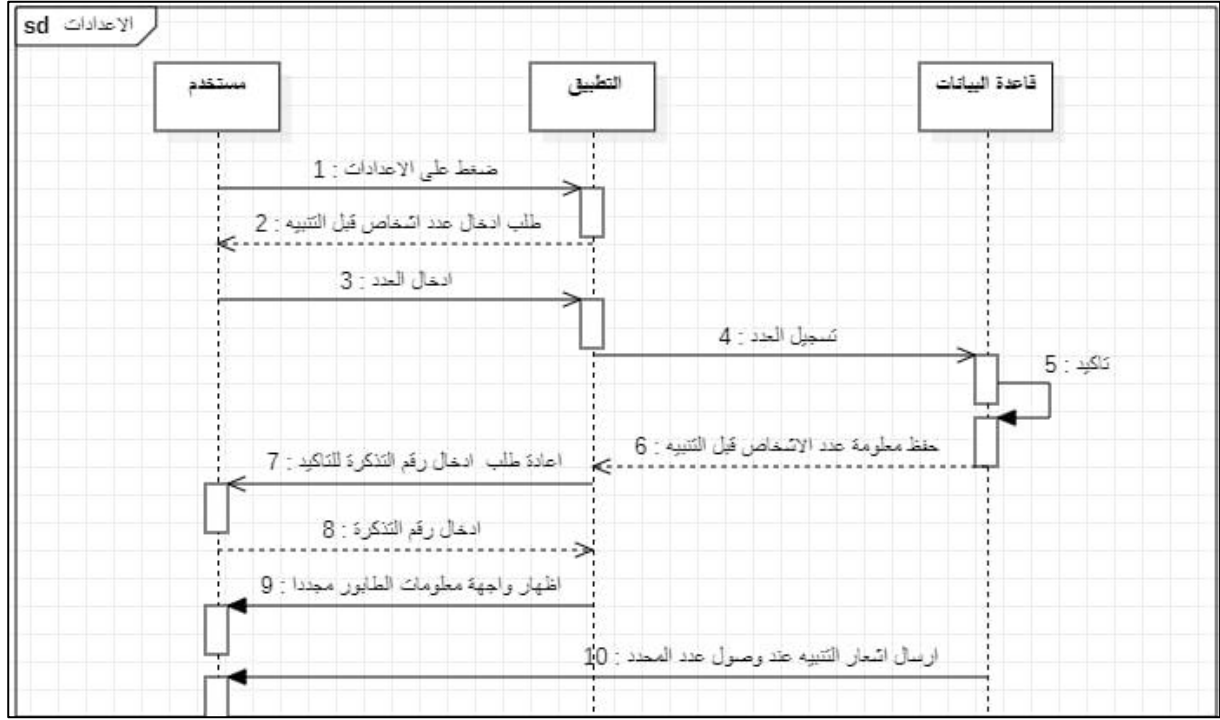 sd الاعدادات
مستخدم
التطبيق
قاعدة البيانات
1 : ضغط على الاعدادات
2 : طلب ادخال عدد اشخاص قبل التنبيه
3 : ادخال العدد
4 : تسجيل العدد
5 : تاكيد
6 : حفظ معلومة عدد الاشخاص قبل التنبيه
7 : اعادة طلب ادخال رقم التذكرة للتاكيد
8 : ادخال رقم التذكرة
9 : اظهار واجهة معلومات الطابور مجددا
10 : ارسال اشعار التنبيه عند وصول عدد المحدد